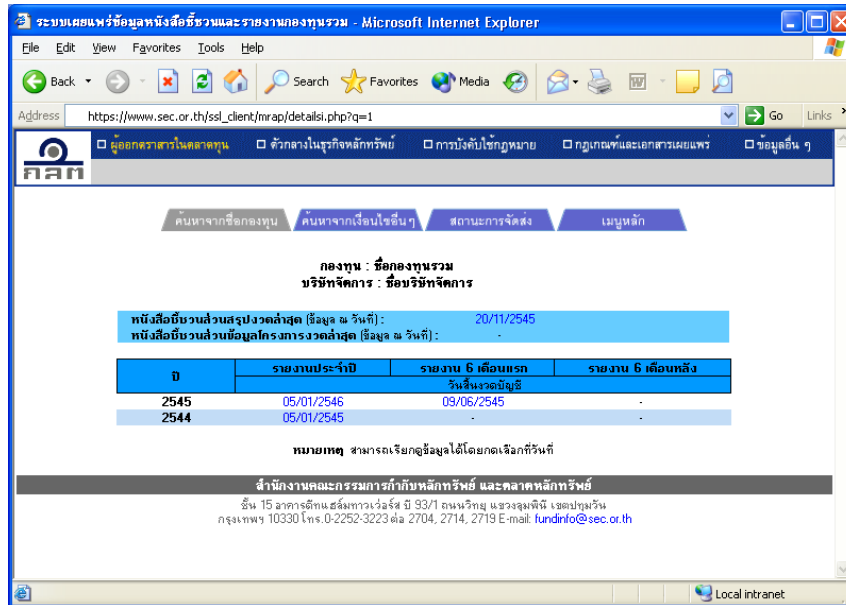 ระบบเผยแพร่ข้อมูลหนังสือชี้ชวนและรายงานกองทุนรวม - Microsoft Internet Explorer
File Edit View Favorites Tools Help
Back Search Favorites Media
Address https://www.sec.or.th/ssl_client/mrap/detailsi.php?q=1 Go Links
ผู้ออกตราสารในตลาดทุน ตัวกลางในธุรกิจหลักทรัพย์ การบังคับใช้กฎหมาย กฎเกณฑ์และเอกสารเผยแพร่ ข้อมูลอื่น ๆ
กลต
ค้นหาจากชื่อกองทุน ค้นหาจากเงื่อนไขอื่นๆ สถานะการจัดส่ง เมนูหลัก
กองทุน : ชื่อกองทุนรวม
บริษัทจัดการ : ชื่อบริษัทจัดการ
หนังสือชี้ชวนส่วนสรุปงวดล่าสุด (ข้อมูล ณ วันที่) : 20/11/2545
หนังสือชี้ชวนส่วนข้อมูลโครงการงวดล่าสุด (ข้อมูล ณ วันที่) : -
ปี รายงานประจำปี รายงาน 6 เดือนแรก รายงาน 6 เดือนหลัง
วันสิ้นงวดบัญชี
2545 05/01/2546 09/06/2545 -
2544 05/01/2545 - -
หมายเหตุ สามารถเรียกดูข้อมูลได้โดยกดเลือกที่วันที่
สำนักงานคณะกรรมการกำกับหลักทรัพย์ และตลาดหลักทรัพย์
ชั้น 15 อาคารดีทแฮล์มทาวเว่อร์ส บี 93/1 ถนนวิทยุ แขวงลุมพินี เขตปทุมวัน
กรุงเทพฯ 10330 โทร.0-2252-3223 ต่อ 2704, 2714, 2719 E-mail: fundinfo@sec.or.th
Local intranet